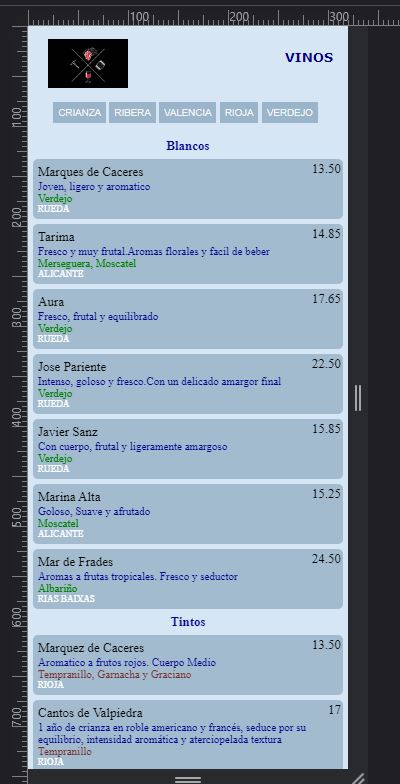 100
200
300
VINOS
CRIANZA RIBERA VALENCIA RIOJA VERDEJO
Blancos
Marques de Caceres 13.50
Joven, ligero y aromatico
Verdejo
RUEDA
Tarima 14.85
Fresco y muy frutal.Aromas florales y facil de beber
Merseguera, Moscatel
ALICANTE
Aura 17.65
Fresco, frutal y equilibrado
Verdejo
RUEDA
Jose Pariente 22.50
Intenso, goloso y fresco.Con un delicado amargor final
Verdejo
RUEDA
Javier Sanz 15.85
Con cuerpo, frutal y ligeramente amargoso
Verdejo
RUEDA
Marina Alta 15.25
Goloso, Suave y afrutado
Moscatel
ALICANTE
Mar de Frades 24.50
Aromas a frutas tropicales. Fresco y seductor
Albariño
RIAS BAIXAS
Tintos
Marquez de Caceres 13.50
Aromatico a frutos rojos. Cuerpo Medio
Tempranillo, Garnacha y Graciano
RIOJA
Cantos de Valpiedra 17
1 año de crianza en roble americano y francés, seduce por su
equilibrio, intensidad aromática y aterciopelada textura
Tempranillo
RIOJA
100
200
300
400
500
600
700